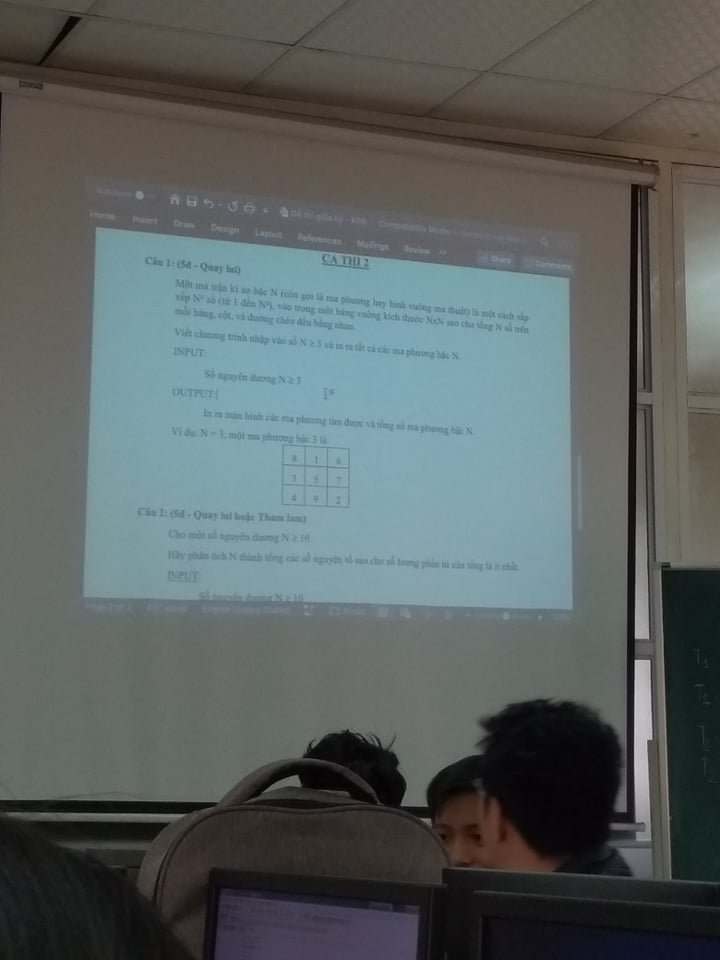 Đề thi giữa kỳ - K59 - Compatibility Mode
Home Insert Draw Design Layout References Mailings Review >> Share Comments
CA THI 2
Câu 1: (5đ - Quay lui)
Một ma trận kì ảo bậc N (còn gọi là ma phương hay hình vuông ma thuật) là một cách sắp
xếp N² số (từ 1 đến N²), vào trong một bảng vuông kích thước NxN sao cho tổng N số trên
mỗi hàng, cột, và đường chéo đều bằng nhau.
Viết chương trình nhập vào số N ≥ 3 và in ra tất cả các ma phương bậc N.
INPUT:
Số nguyên dương N ≥ 3
OUTPUT:
In ra màn hình các ma phương tìm được và tổng số ma phương bậc N.
Ví dụ: N = 3, một ma phương bậc 3 là
8 1 6
3 5 7
4 9 2
Câu 2: (5đ - Quay lui hoặc Tham lam)
Cho một số nguyên dương N ≥ 10.
Hãy phân tích N thành tổng các số nguyên tố sao cho số lượng phần tử của tổng là ít nhất.
INPUT:
Số nguyên dương N ≥ 10